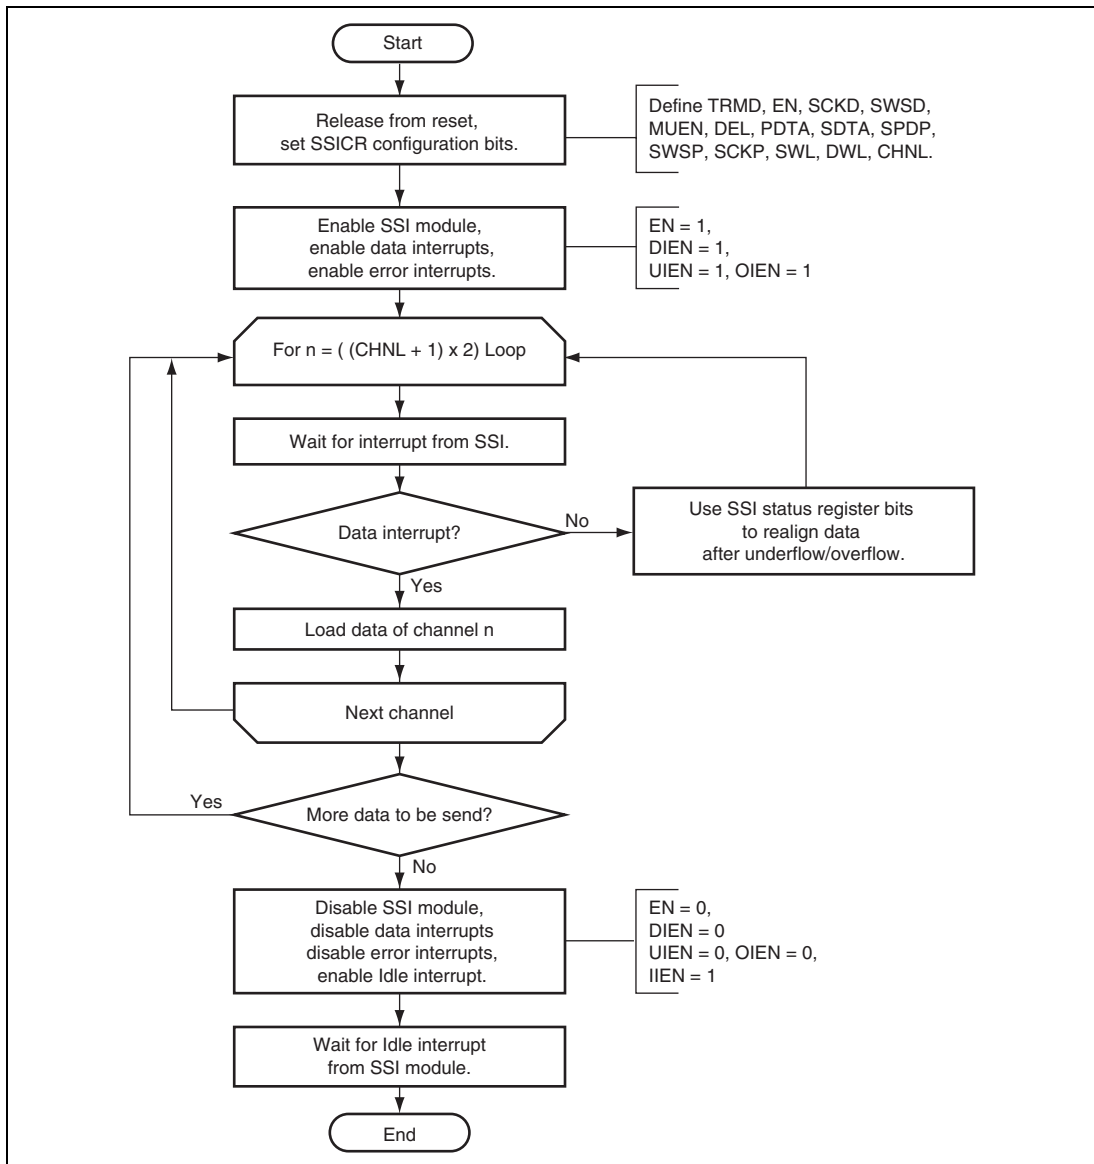 Start
Release from reset,
set SSICR configuration bits.
Define TRMD, EN, SCKD, SWSD,
MUEN, DEL, PDTA, SDTA, SPDP,
SWSP, SCKP, SWL, DWL, CHNL.
Enable SSI module,
enable data interrupts,
enable error interrupts.
EN = 1,
DIEN = 1,
UIEN = 1, OIEN = 1
For n = ( (CHNL + 1) x 2) Loop
Wait for interrupt from SSI.
Data interrupt?
No
Use SSI status register bits
to realign data
after underflow/overflow.
Yes
Load data of channel n
Next channel
Yes
More data to be send?
No
Disable SSI module,
disable data interrupts
disable error interrupts,
enable Idle interrupt.
EN = 0,
DIEN = 0
UIEN = 0, OIEN = 0,
IIEN = 1
Wait for Idle interrupt
from SSI module.
End